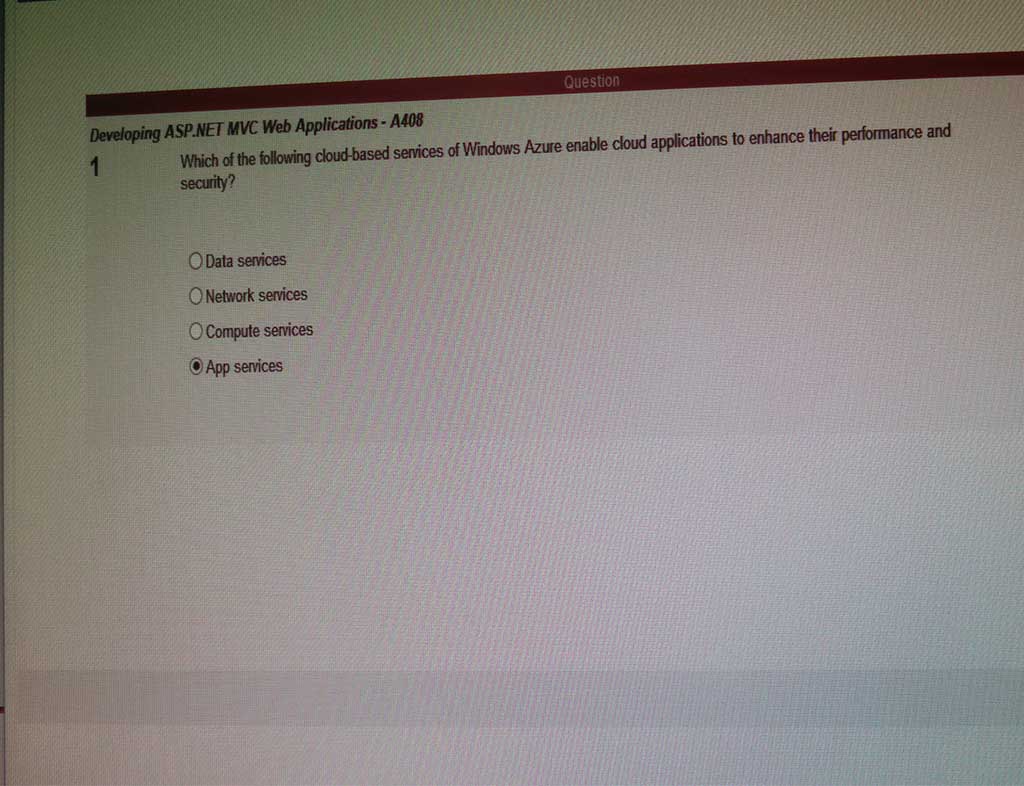 Question
Developing ASP.NET MVC Web Applications - A408
1 Which of the following cloud-based services of Windows Azure enable cloud applications to enhance their performance and
security?
Data services
Network services
Compute services
App services